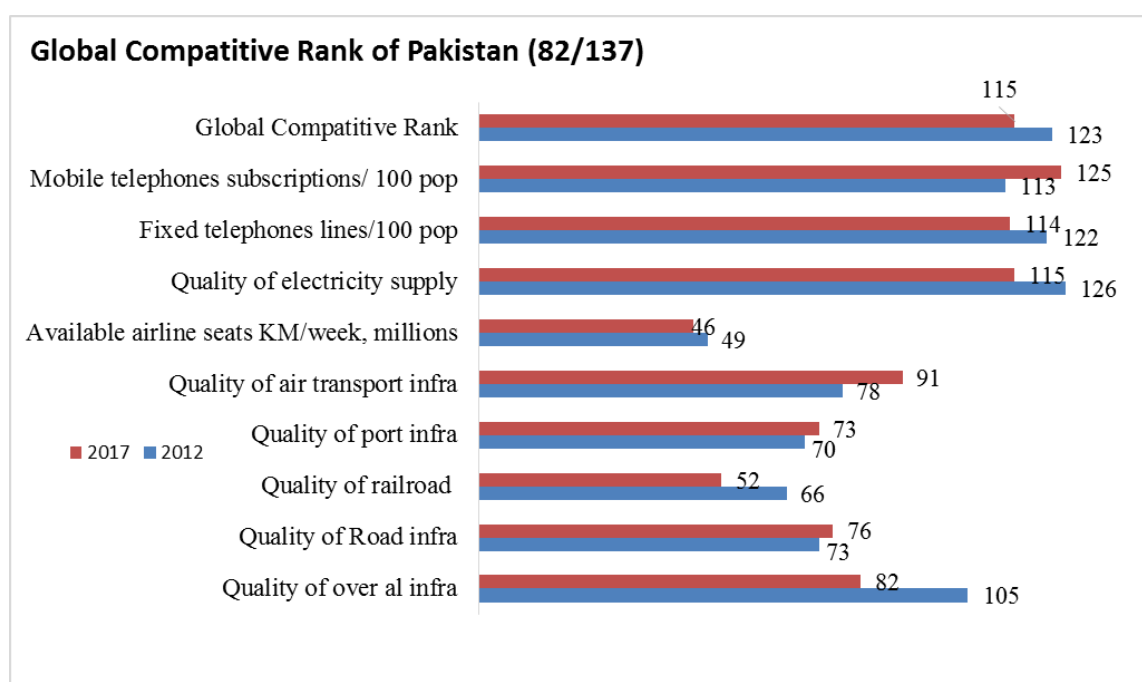 Global Compatitive Rank of Pakistan (82/137)
115
Global Compatitive Rank
123
Mobile telephones subscriptions/ 100 pop
125
113
Fixed telephones lines/100 pop
114
122
Quality of electricity supply
115
126
Available airline seats KM/week, millions
46
49
Quality of air transport infra
91
78
Quality of port infra
73
70
2017 2012
Quality of railroad
52
66
Quality of Road infra
76
73
Quality of over al infra
82
105